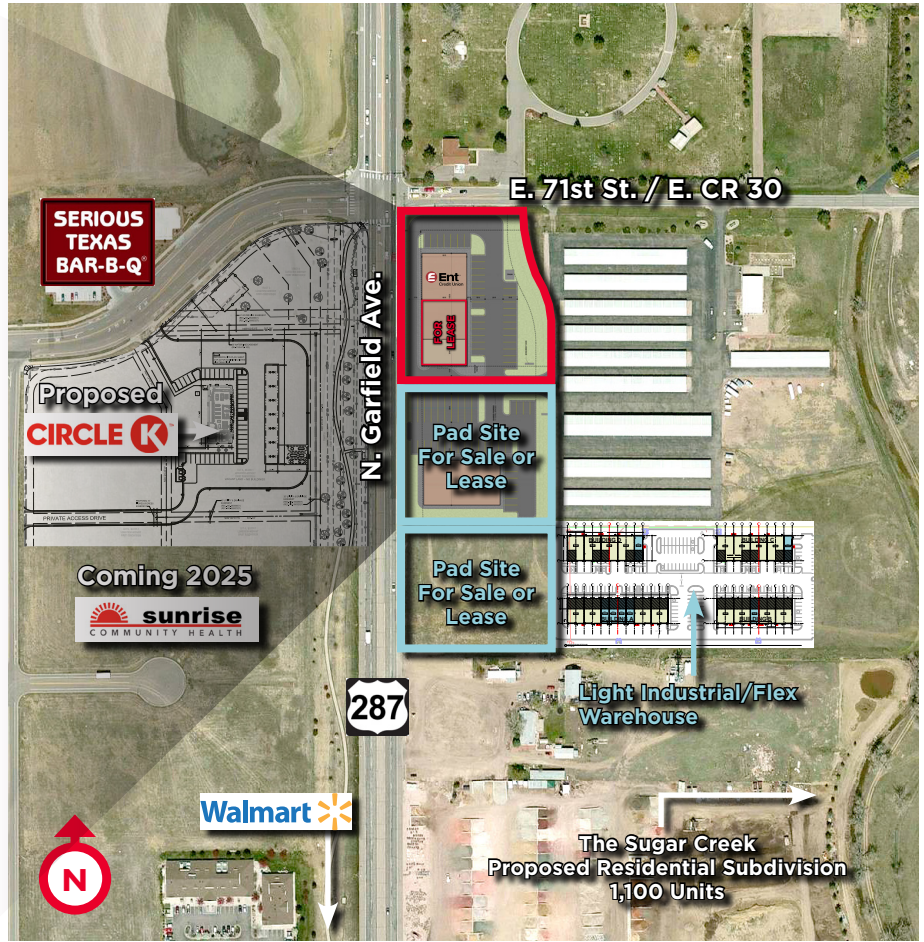 E. 71st St. / E. CR 30
SERIOUS
TEXAS
BAR-B-Q®
N. Garfield Ave.
Ent
Credit Union
FOR
LEASE
Proposed
CIRCLE K
Pad Site
For Sale or
Lease
PRIVATE ACCESS DRIVE
Coming 2025
sunrise
COMMUNITY HEALTH
Pad Site
For Sale or
Lease
287
Light Industrial/Flex
Warehouse
Walmart
The Sugar Creek
Proposed Residential Subdivision
1,100 Units
N